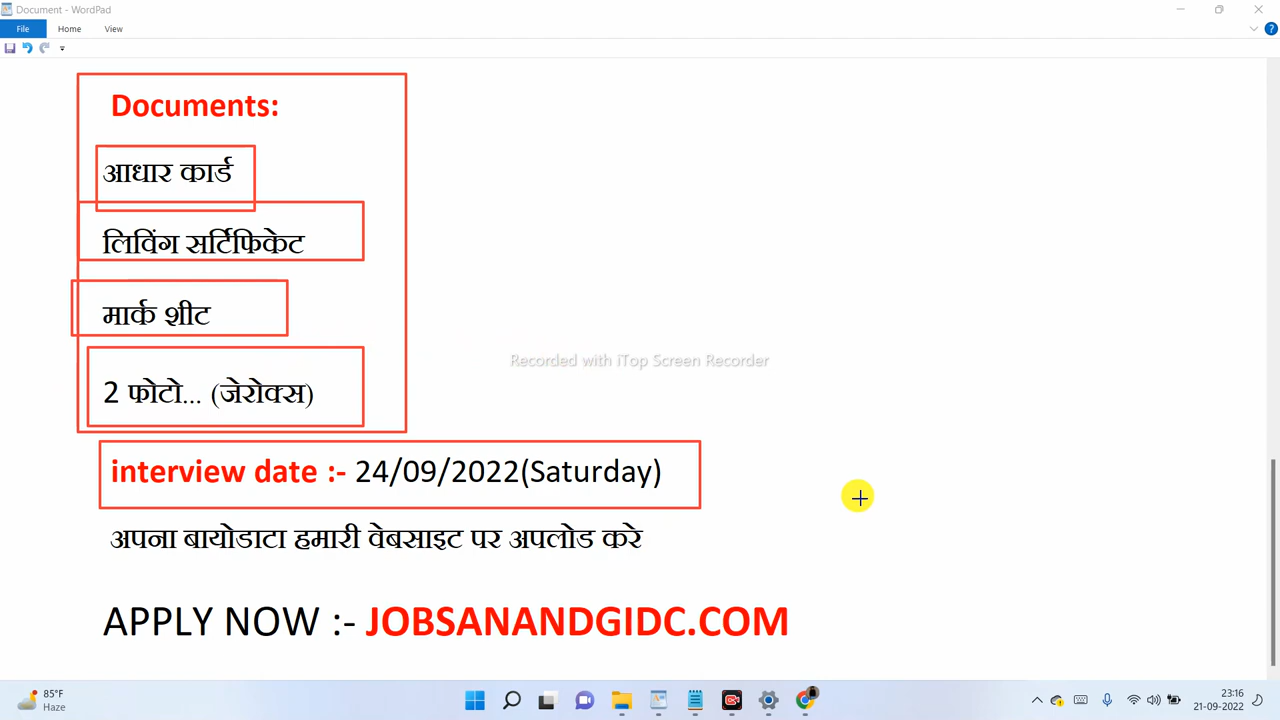 Document - WordPad
File Home View
Documents:
आधार कार्ड
लिविंग सर्टिफिकेट
मार्क शीट
2 फोटो... (जेरोक्स)
Recorded with iTop Screen Recorder
interview date :- 24/09/2022(Saturday)
अपना बायोडाटा हमारी वेबसाइट पर अपलोड करे
APPLY NOW :- JOBSANANDGIDC.COM
85°F
Haze
23:16
21-09-2022